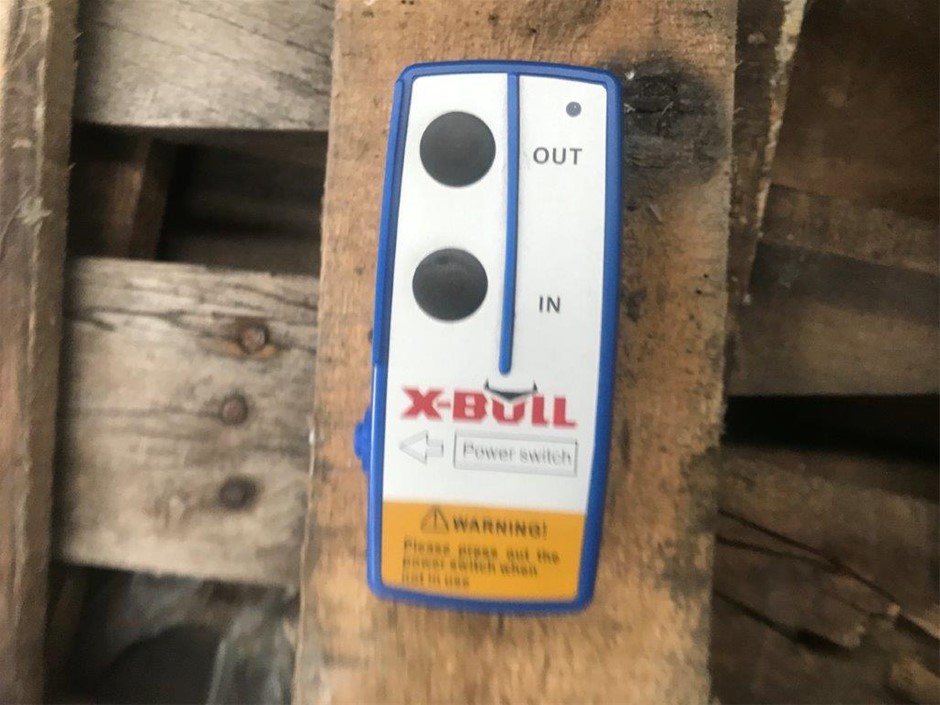 OUT
IN
X-BULL
Power switch
WARNING!
Please press out the
power switch when
not in use